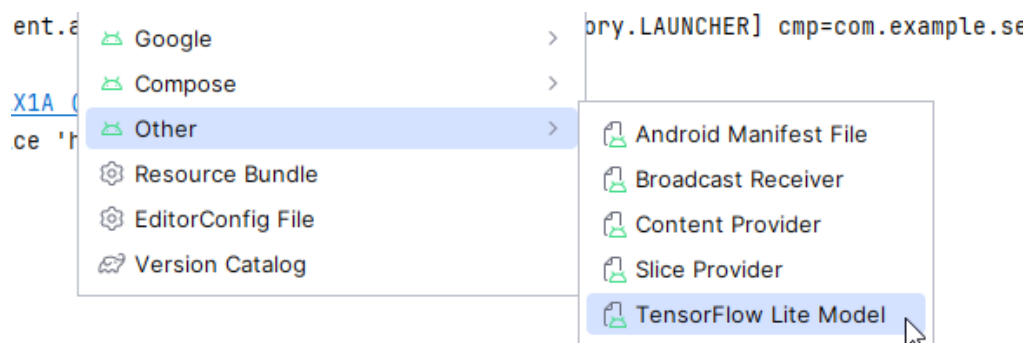 Google
Compose
Other
Resource Bundle
EditorConfig File
Version Catalog
Android Manifest File
Broadcast Receiver
Content Provider
Slice Provider
TensorFlow Lite Model
ent.a
ory.LAUNCHER] cmp=com.example.se
X1A
ce 'h